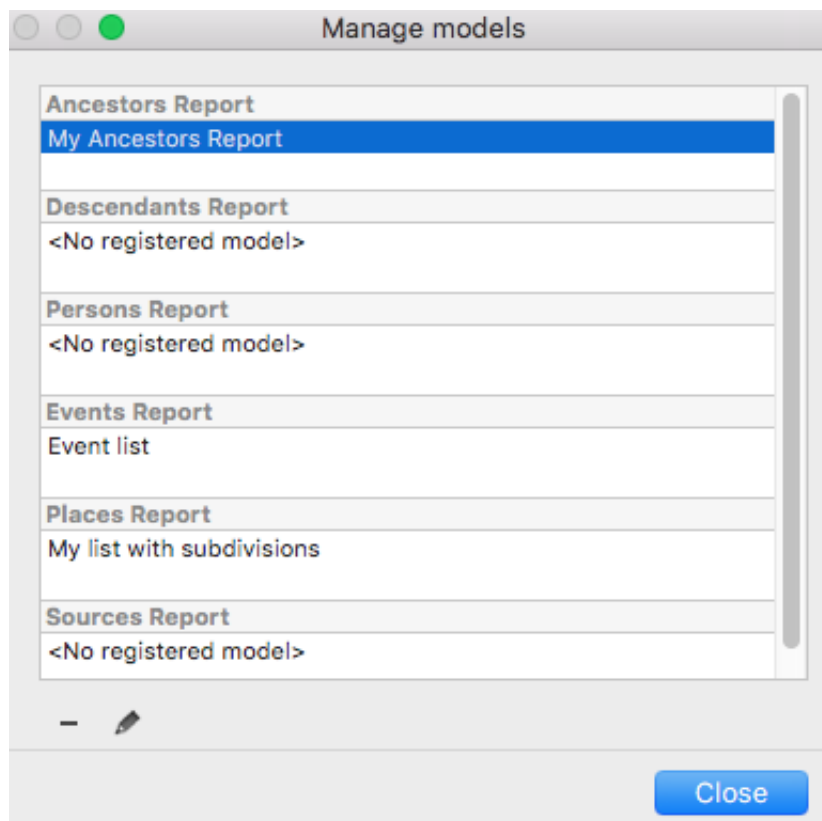 Manage models
Ancestors Report
My Ancestors Report
Descendants Report
<No registered model>
Persons Report
<No registered model>
Events Report
Event list
Places Report
My list with subdivisions
Sources Report
<No registered model>
Close